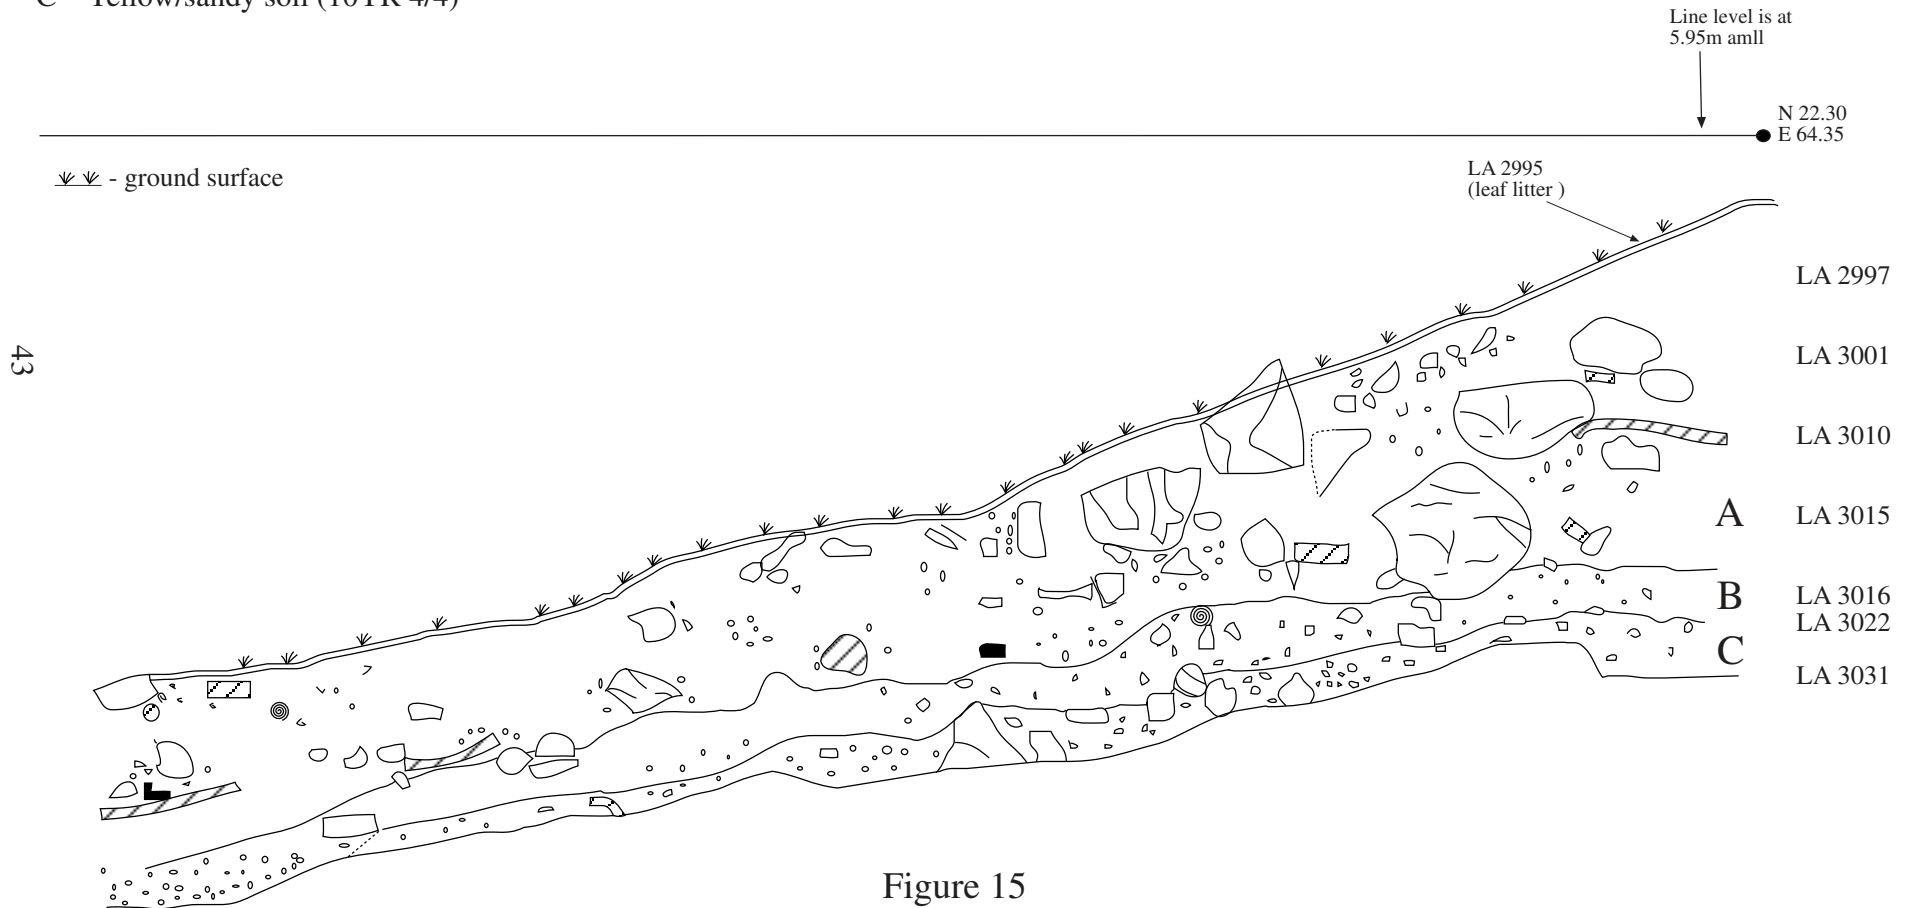 C Yellow/sandy soil (10YR 4/4)
Line level is at
5.95m amll
N 22.30
E 64.35
- ground surface
LA 2995
(leaf litter )
LA 2997
LA 3001
LA 3010
A
LA 3015
B
LA 3016
LA 3022
C
LA 3031
43
Figure 15